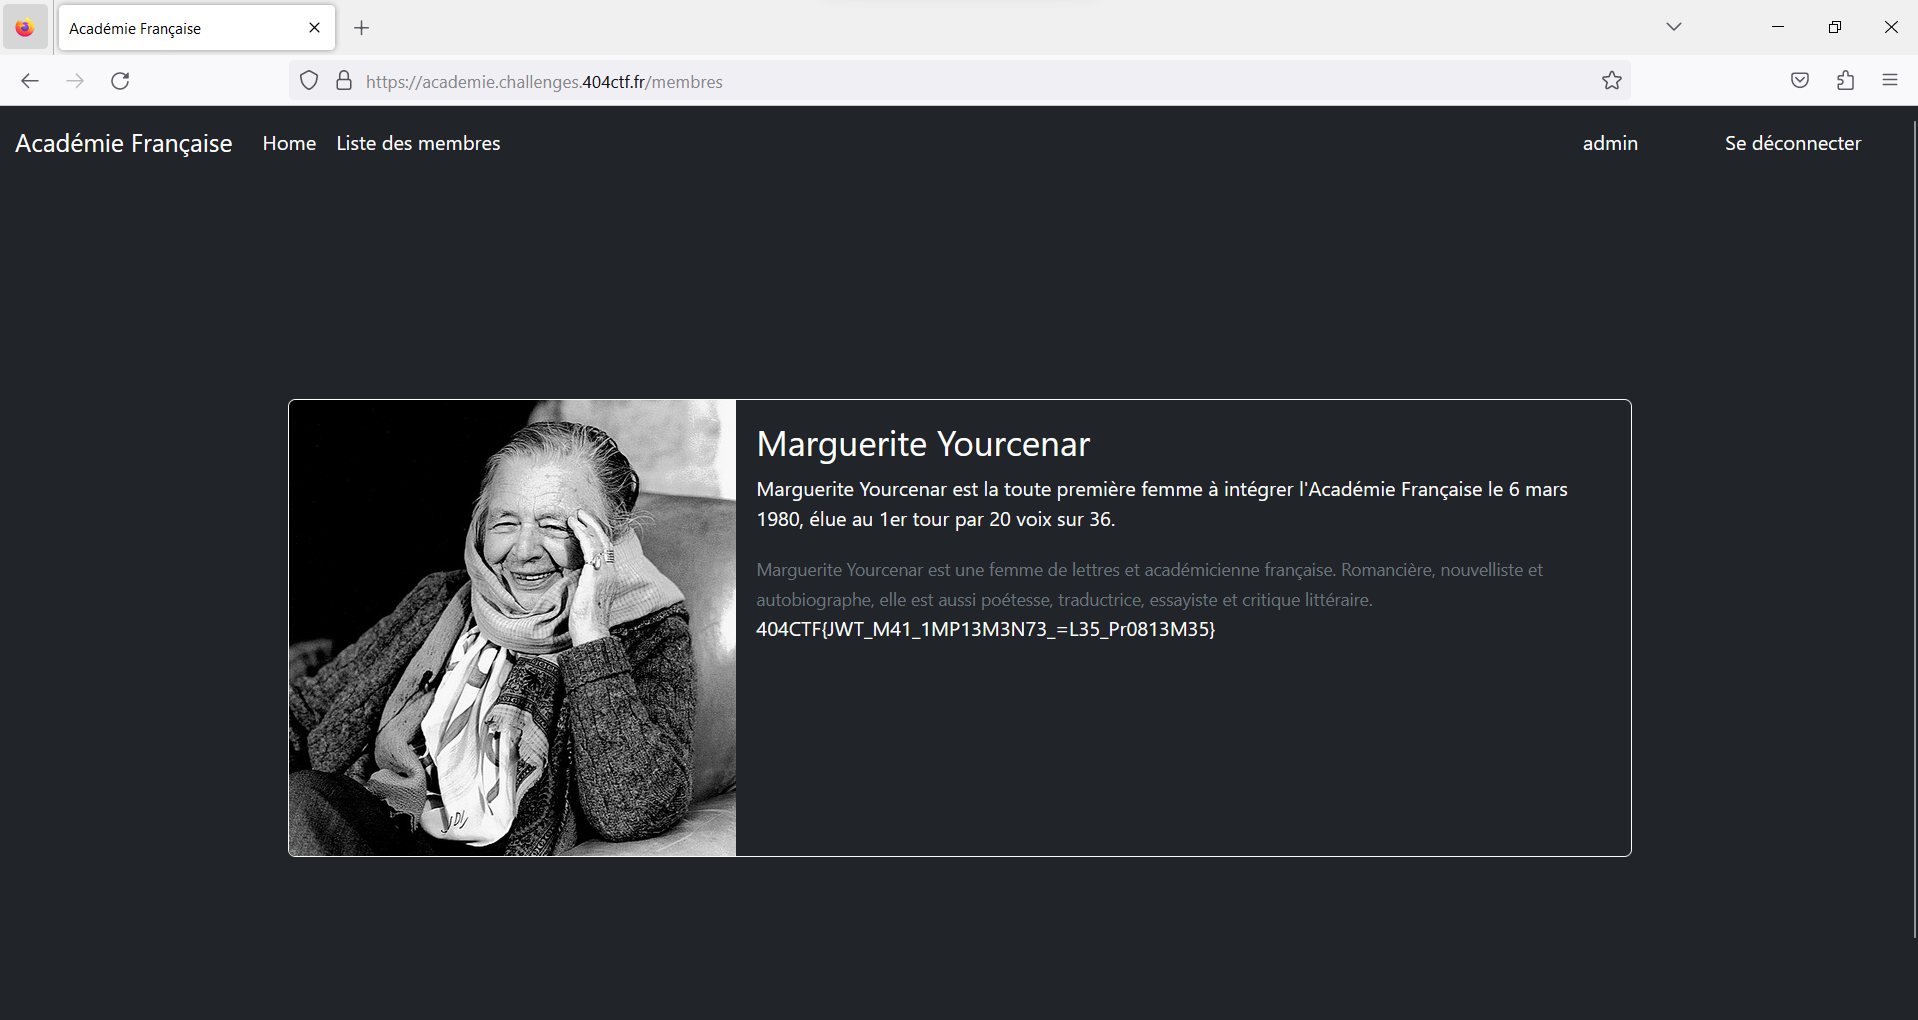 Académie Française
https://academie.challenges.404ctf.fr/membres
Académie Française Home Liste des membres admin Se déconnecter
Marguerite Yourcenar
Marguerite Yourcenar est la toute première femme à intégrer l'Académie Française le 6 mars
1980, élue au 1er tour par 20 voix sur 36.
Marguerite Yourcenar est une femme de lettres et académicienne française. Romancière, nouvelliste et
autobiographe, elle est aussi poétesse, traductrice, essayiste et critique littéraire.
404CTF{JWT_M41_1MP13M3N73_=L35_Pr0813M35}